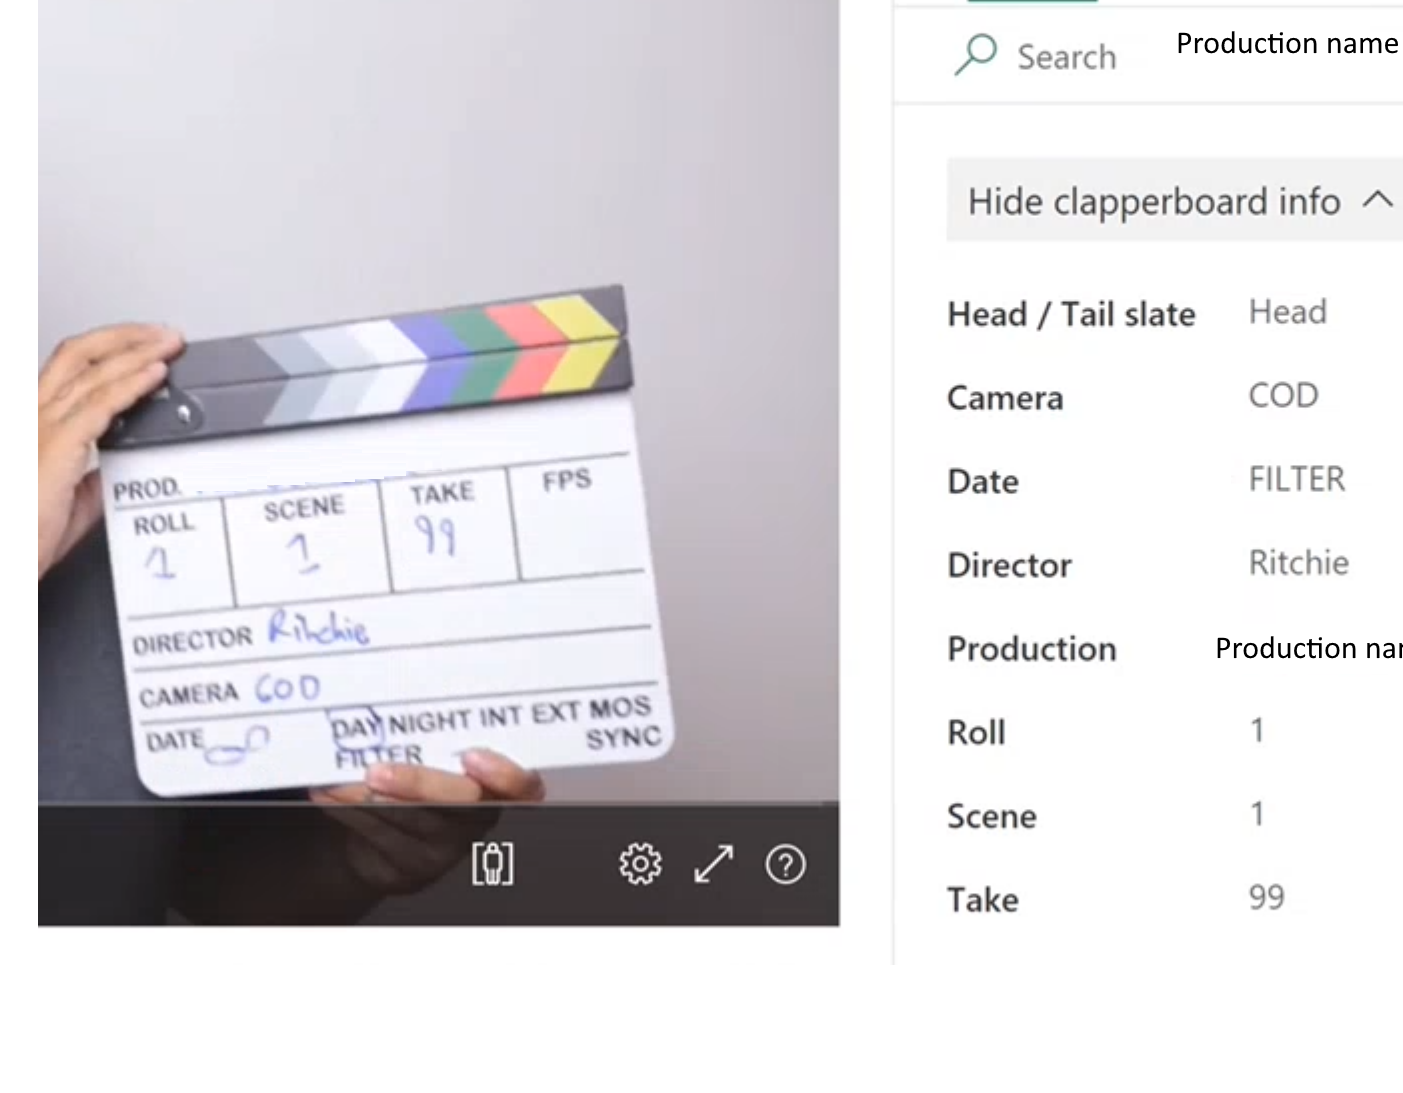 PROD.
ROLL SCENE TAKE FPS
1 1 99
DIRECTOR Ritchie
CAMERA COD
DATE DAY NIGHT INT EXT MOS
FILTER SYNC
Search Production name
Hide clapperboard info
Head / Tail slate Head
Camera COD
Date FILTER
Director Ritchie
Production Production nar
Roll 1
Scene 1
Take 99